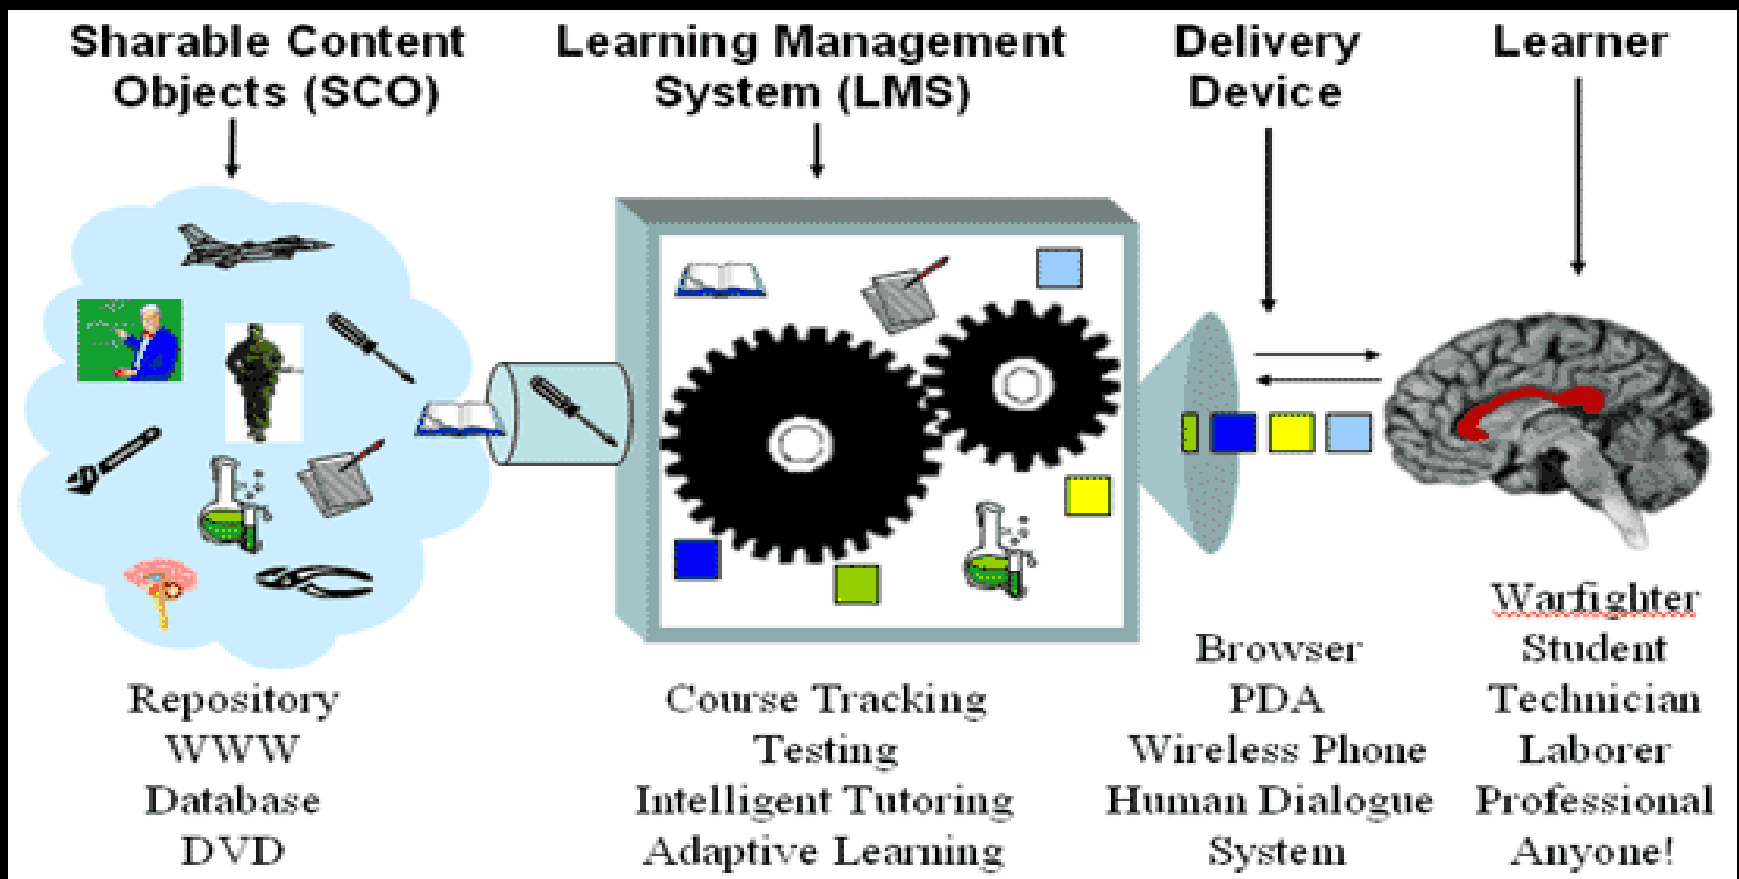 Sharable Content
Objects (SCO)
Learning Management
System (LMS)
Delivery
Device
Learner
Repository
WWW
Database
DVD
Course Tracking
Testing
Intelligent Tutoring
Adaptive Learning
Browser
PDA
Wireless Phone
Human Dialogue
System
Warfighter
Student
Technician
Laborer
Professional
Anyone!